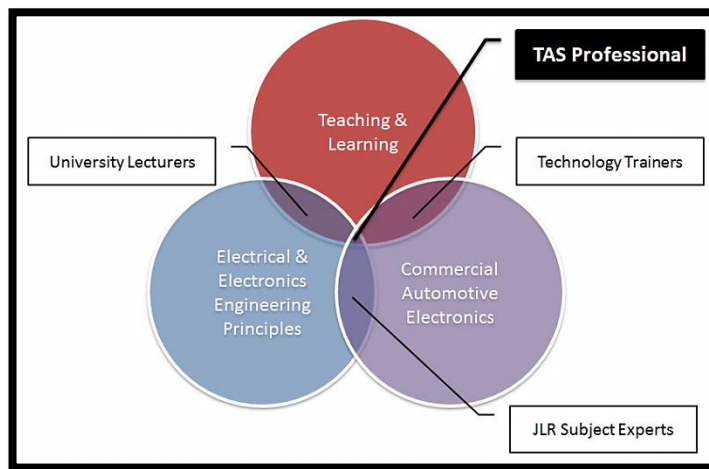 TAS Professional
Teaching &
Learning
University Lecturers
Technology Trainers
Electrical &
Electronics
Engineering
Principles
Commercial
Automotive
Electronics
JLR Subject Experts